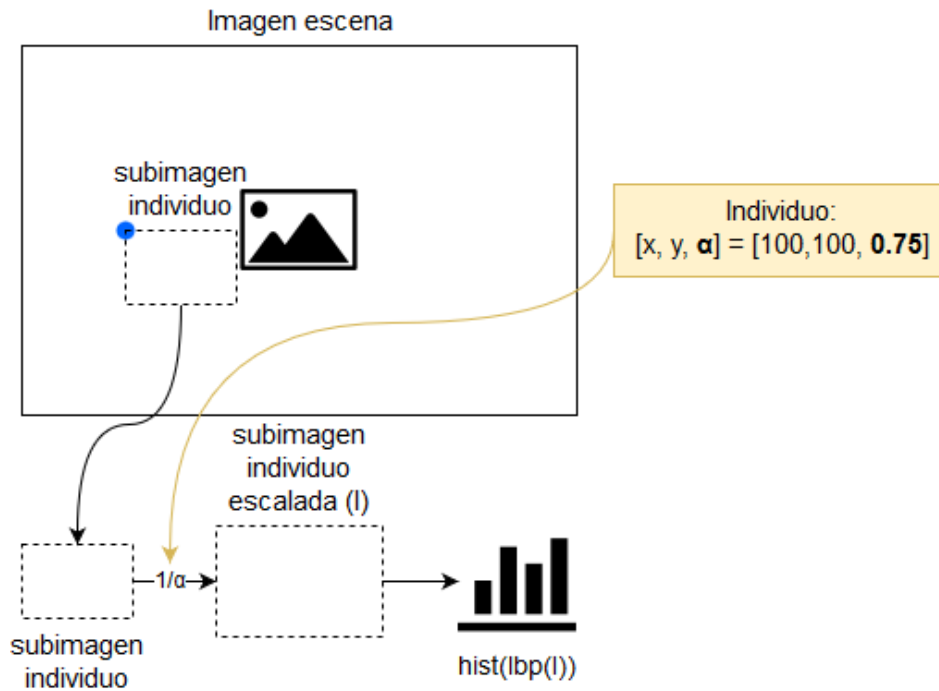 Imagen escena
subimagen
individuo
Individuo:
[x, y, α] = [100,100, 0.75]
subimagen
individuo
escalada (I)
1/α
subimagen
individuo
hist(lbp(I))